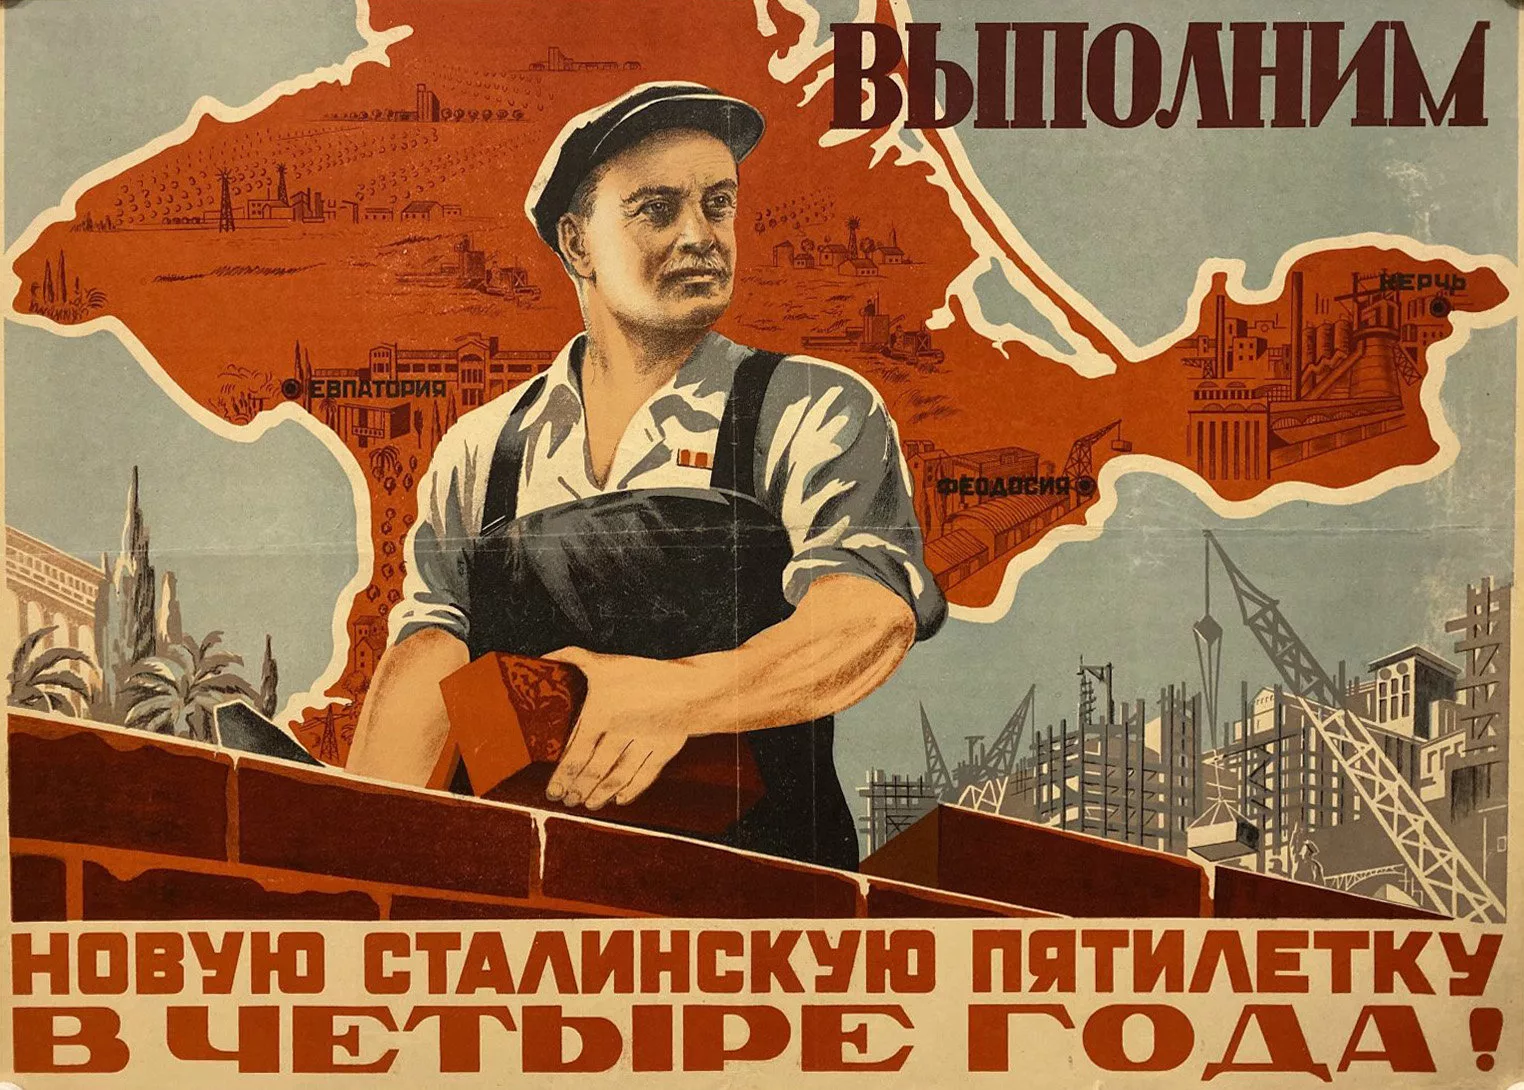 ВЫПОЛНИМ
КЕРЧЬ
ЕВПАТОРИЯ
ФЕОДОСИЯ
НОВУЮ СТАЛИНСКУЮ ПЯТИЛЕТКУ
В ЧЕТЫРЕ ГОДА!